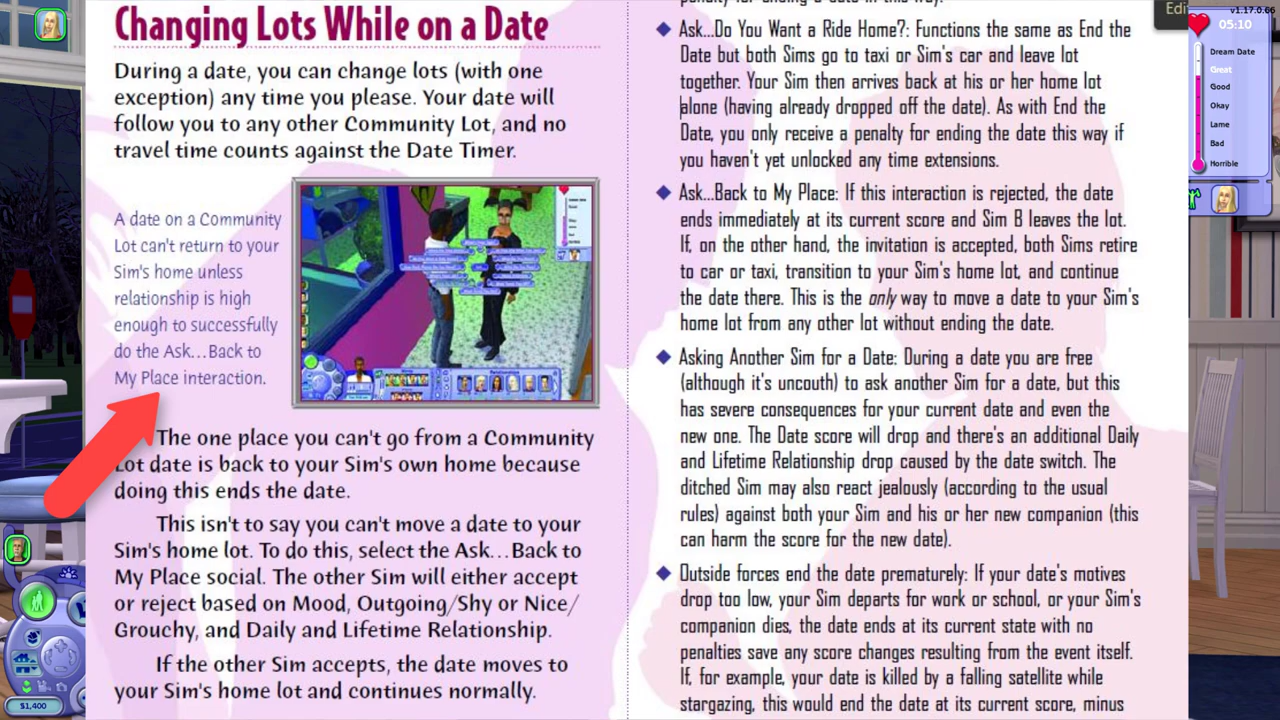 Changing Lots While on a Date
During a date, you can change lots (with one
exception) any time you please. Your date will
follow you to any other Community Lot, and no
travel time counts against the Date Timer.
A date on a Community
Lot can't return to your
Sim's home unless
relationship is high
enough to successfully
do the Ask...Back to
My Place interaction.
The one place you can't go from a Community
Lot date is back to your Sim's own home because
doing this ends the date.
This isn't to say you can't move a date to your
Sim's home lot. To do this, select the Ask...Back to
My Place social. The other Sim will either accept
or reject based on Mood, Outgoing/Shy or Nice/
Grouchy, and Daily and Lifetime Relationship.
If the other Sim accepts, the date moves to
your Sim's home lot and continues normally.
penalty for ending a date in this way.
Ask...Do You Want a Ride Home?: Functions the same as End the
Date but both Sims go to taxi or Sim's car and leave lot
together. Your Sim then arrives back at his or her home lot
alone (having already dropped off the date). As with End the
Date, you only receive a penalty for ending the date this way if
you haven't yet unlocked any time extensions.
Ask...Back to My Place: If this interaction is rejected, the date
ends immediately at its current score and Sim B leaves the lot.
If, on the other hand, the invitation is accepted, both Sims retire
to car or taxi, transition to your Sim's home lot, and continue
the date there. This is the only way to move a date to your Sim's
home lot from any other lot without ending the date.
Asking Another Sim for a Date: During a date you are free
(although it's uncouth) to ask another Sim for a date, but this
has severe consequences for your current date and even the
new one. The Date score will drop and there's an additional Daily
and Lifetime Relationship drop caused by the date switch. The
ditched Sim may also react jealously (according to the usual
rules) against both your Sim and his or her new companion (this
can harm the score for the new date).
Outside forces end the date prematurely: If your date's motives
drop too low, your Sim departs for work or school, or your Sim's
companion dies, the date ends at its current state with no
penalties save any score changes resulting from the event itself.
If, for example, your date is killed by a falling satellite while
stargazing, this would end the date at its current score, minus
Edi
v1.17.0.66
05:10
Dream Date
Great
Good
Okay
Lame
Bad
Horrible
$1,400